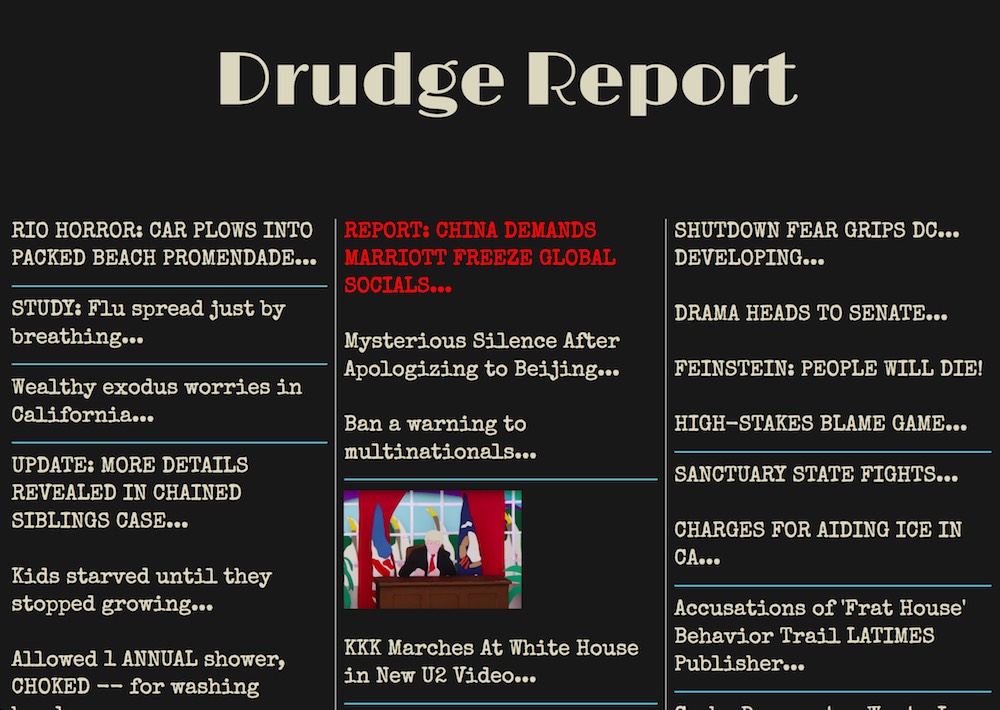 Drudge Report
RIO HORROR: CAR PLOWS INTO
PACKED BEACH PROMENDADE...
STUDY: Flu spread just by
breathing...
Wealthy exodus worries in
California...
UPDATE: MORE DETAILS
REVEALED IN CHAINED
SIBLINGS CASE...
Kids starved until they
stopped growing...
Allowed 1 ANNUAL shower,
CHOKED -- for washing
REPORT: CHINA DEMANDS
MARRIOTT FREEZE GLOBAL
SOCIALS...
Mysterious Silence After
Apologizing to Beijing...
Ban a warning to
multinationals...
KKK Marches At White House
in New U2 Video...
SHUTDOWN FEAR GRIPS DC...
DEVELOPING...
DRAMA HEADS TO SENATE...
FEINSTEIN: PEOPLE WILL DIE!
HIGH-STAKES BLAME GAME...
SANCTUARY STATE FIGHTS...
CHARGES FOR AIDING ICE IN
CA...
Accusations of 'Frat House'
Behavior Trail LATIMES
Publisher...